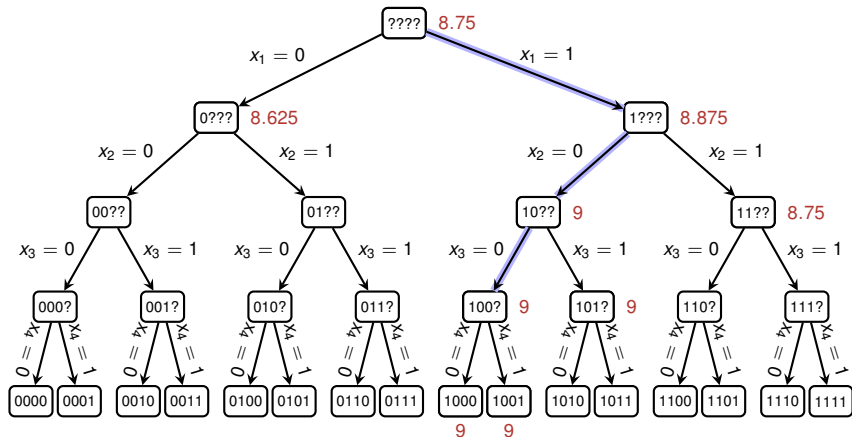 ???? 8.75
x₁ = 0 x₁ = 1
0??? 8.625 1??? 8.875
x₂ = 0 x₂ = 1 x₂ = 0 x₂ = 1
00?? 01?? 10?? 9 11?? 8.75
x₃ = 0 x₃ = 1 x₃ = 0 x₃ = 1 x₃ = 0 x₃ = 1 x₃ = 0 x₃ = 1
000? 001? 010? 011? 100? 9 101? 9 110? 111?
x₄ = 0 x₄ = 1 x₄ = 0 x₄ = 1 x₄ = 0 x₄ = 1 x₄ = 0 x₄ = 1 x₄ = 0 x₄ = 1 x₄ = 0 x₄ = 1 x₄ = 0 x₄ = 1 x₄ = 0 x₄ = 1
0000 0001 0010 0011 0100 0101 0110 0111 1000 1001 1010 1011 1100 1101 1110 1111
9 9